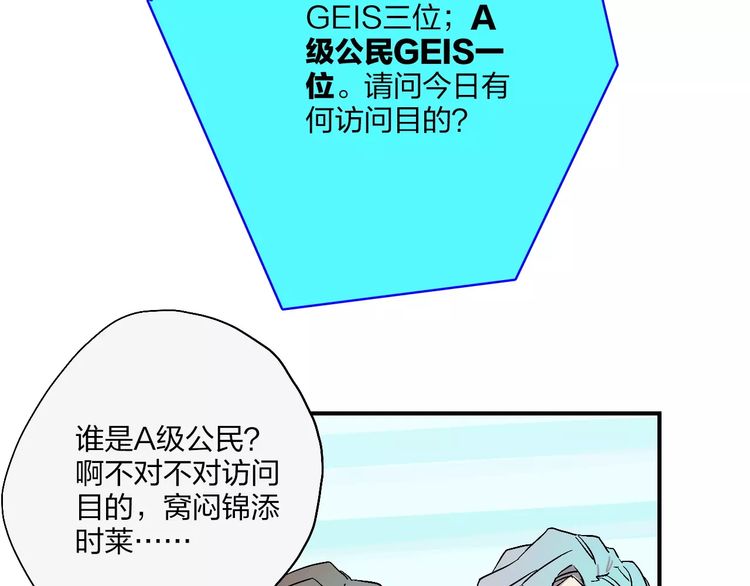 GEIS三位；A
级公民GEIS一
位。请问今日有
何访问目的？
谁是A级公民？
啊不对不对访问
目的，窝闷锦添
时莱……